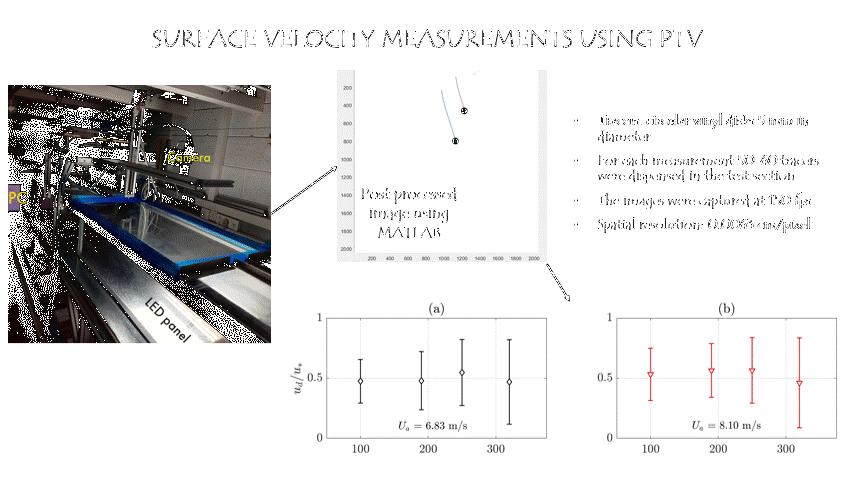 SURFACE VELOCITY MEASUREMENTS USING PTV
Camera
PC
LED panel
200
400
600
800
1000
1200
1400
1600
1800
2000
200 400 600 800 1000 1200 1400 1600 1800 2000
Post processed
image using
MATLAB
• Tracers: circular vinyl disks 5 mm in
diameter
• For each measurement 50-60 tracers
were dispersed in the test section
• The images were captured at 150 fps
• Spatial resolution: 0.0063 cm/pixel
(a)
1
0.5
0
u_d/u_*
U_a = 6.83 m/s
100 200 300
(b)
1
0.5
0
U_a = 8.10 m/s
100 200 300